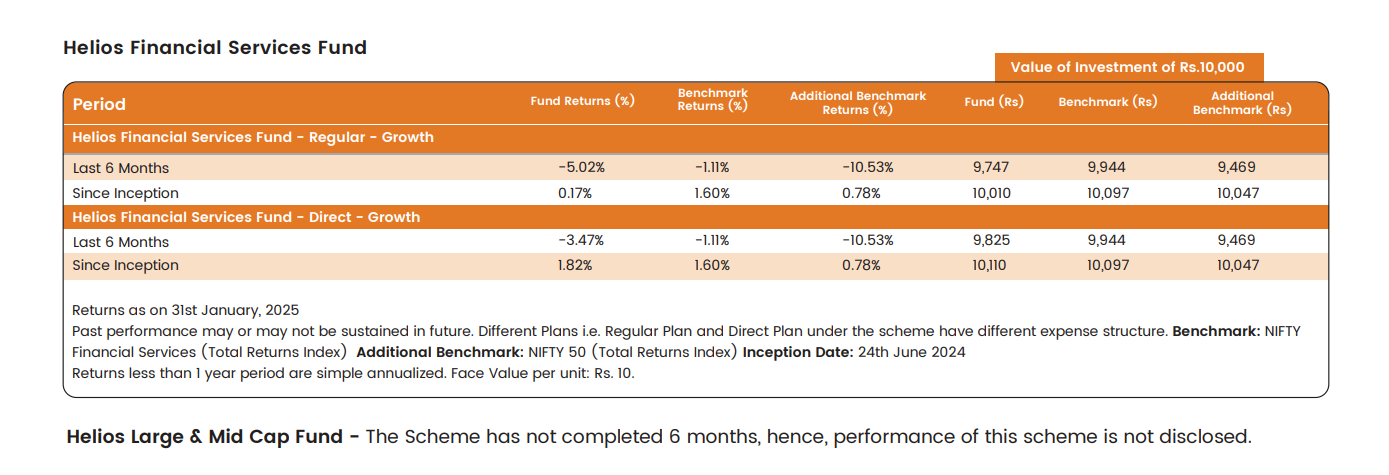 Helios Financial Services Fund
Value of Investment of Rs.10,000
Period Fund Returns (%) Benchmark Returns (%) Additional Benchmark Returns (%) Fund (Rs) Benchmark (Rs) Additional Benchmark (Rs)
Helios Financial Services Fund - Regular - Growth
Last 6 Months -5.02% -1.11% -10.53% 9,747 9,944 9,469
Since Inception 0.17% 1.60% 0.78% 10,010 10,097 10,047
Helios Financial Services Fund - Direct - Growth
Last 6 Months -3.47% -1.11% -10.53% 9,825 9,944 9,469
Since Inception 1.82% 1.60% 0.78% 10,110 10,097 10,047
Returns as on 31st January, 2025
Past performance may or may not be sustained in future. Different Plans i.e. Regular Plan and Direct Plan under the scheme have different expense structure. Benchmark: NIFTY
Financial Services (Total Returns Index) Additional Benchmark: NIFTY 50 (Total Returns Index) Inception Date: 24th June 2024
Returns less than 1 year period are simple annualized. Face Value per unit: Rs. 10.
Helios Large & Mid Cap Fund - The Scheme has not completed 6 months, hence, performance of this scheme is not disclosed.